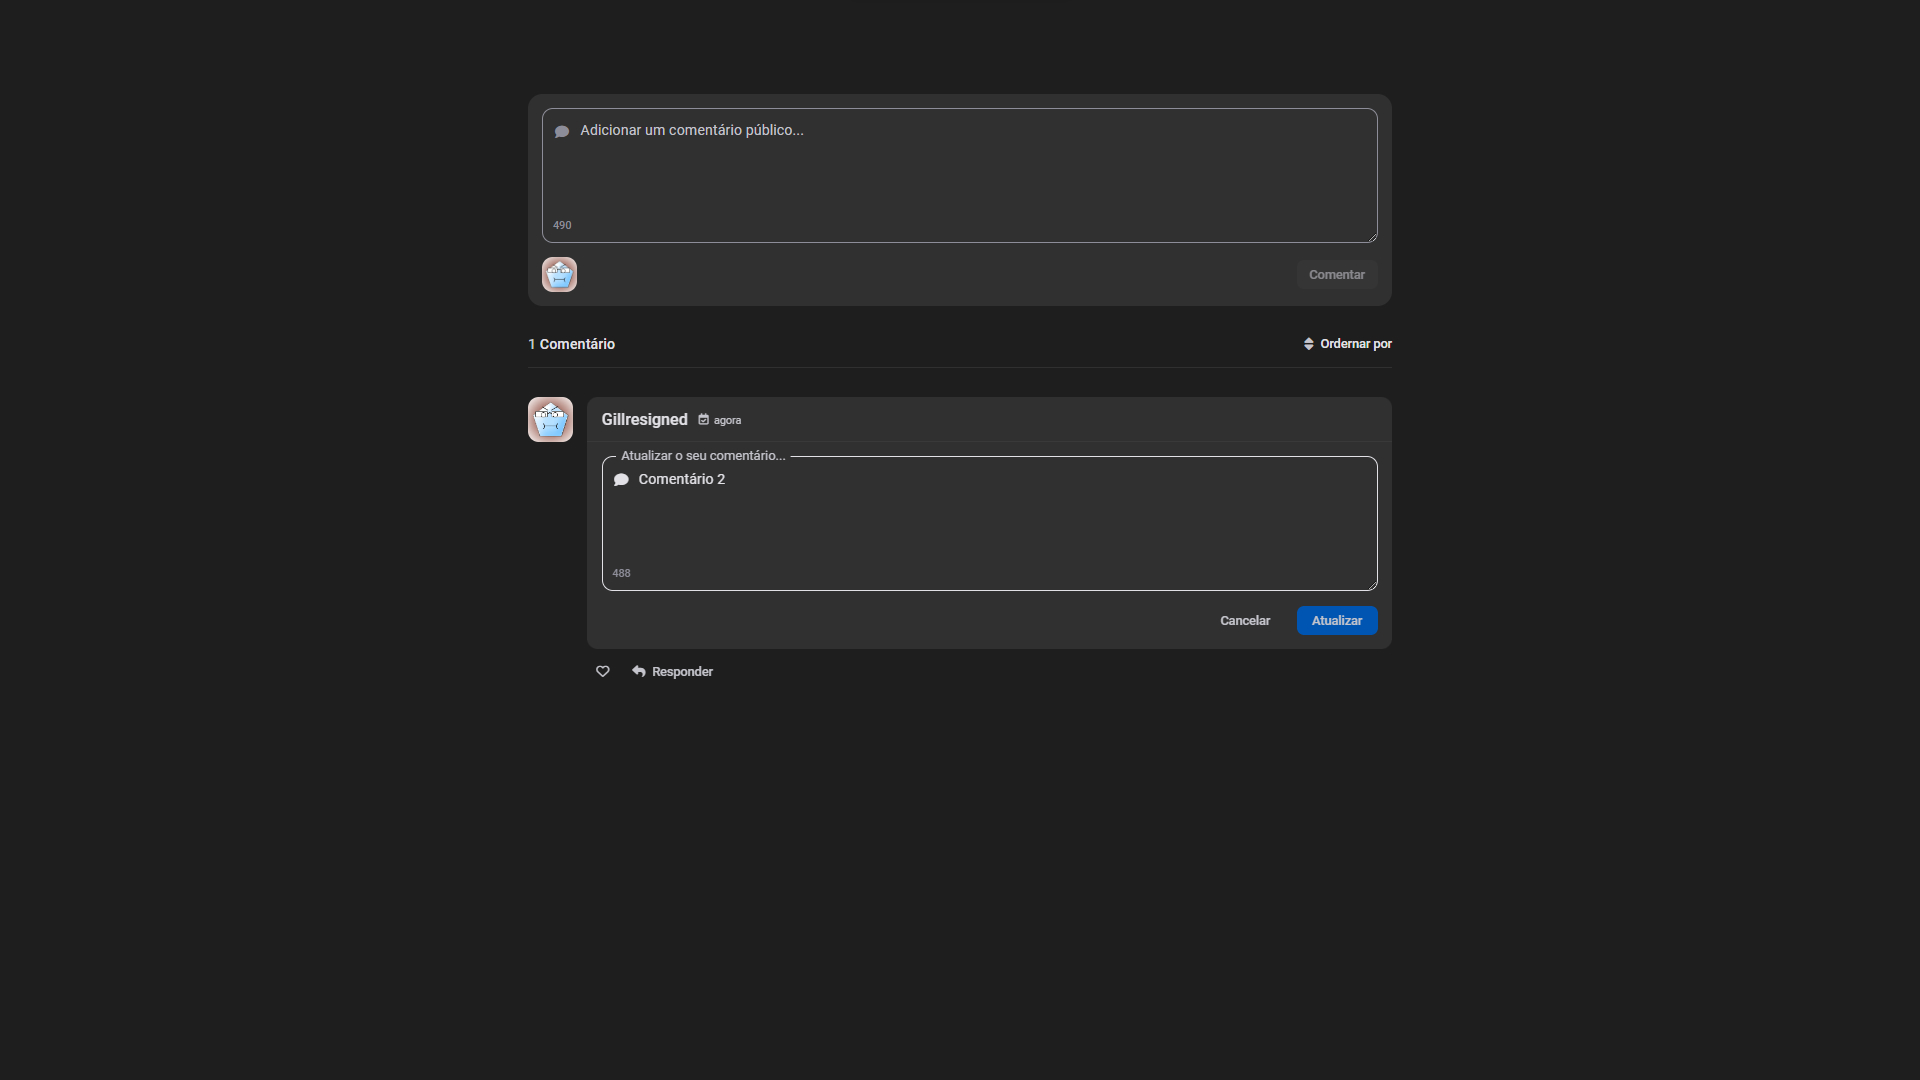 Adicionar um comentário público...
490
Comentar
1 Comentário
Ordernar por
Gillresigned agora
Atualizar o seu comentário...
Comentário 2
488
Cancelar Atualizar
Responder